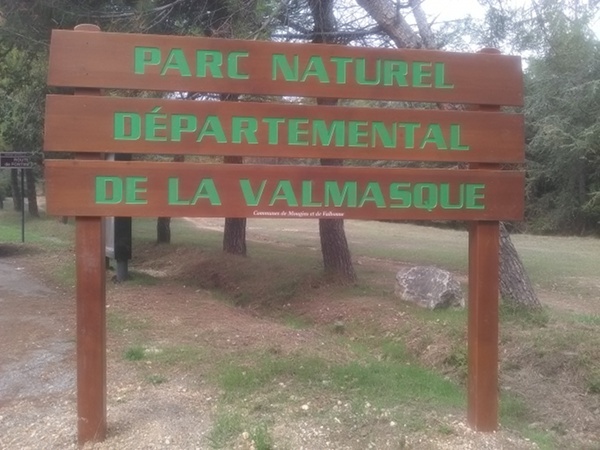 PARC NATUREL
DÉPARTEMENTAL
DE LA VALMASQUE
Communes de Mougins et de Valbonne